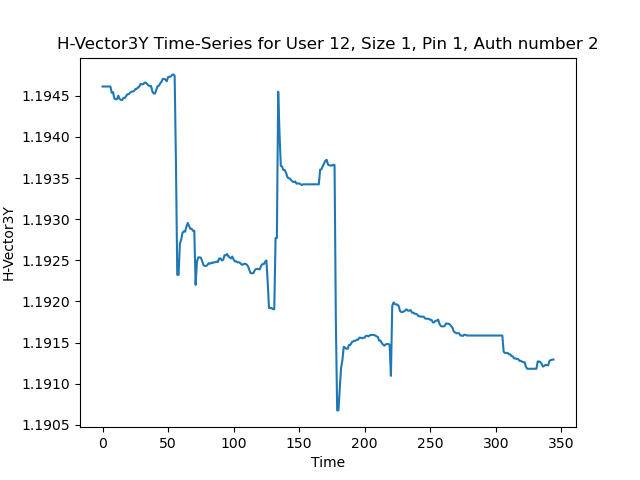 H-Vector3Y Time-Series for User 12, Size 1, Pin 1, Auth number 2
1.1945
1.1940
1.1935
1.1930
1.1925
1.1920
1.1915
1.1910
1.1905
H-Vector3Y
0 50 100 150 200 250 300 350
Time